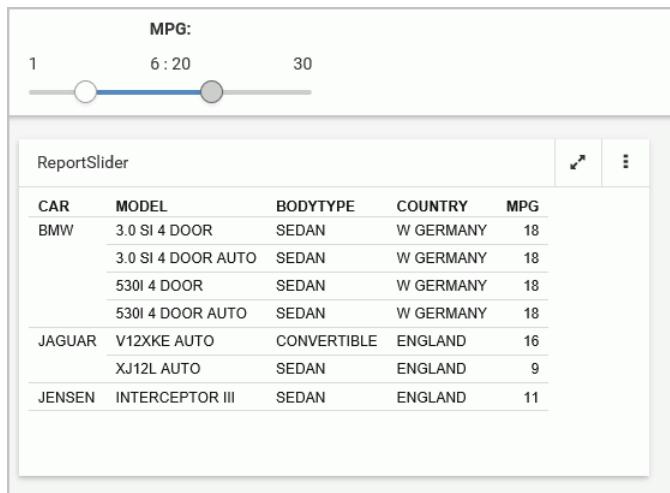 MPG:
1 6 : 20 30
ReportSlider
CAR MODEL BODYTYPE COUNTRY MPG
BMW 3.0 SI 4 DOOR SEDAN W GERMANY 18
3.0 SI 4 DOOR AUTO SEDAN W GERMANY 18
530I 4 DOOR SEDAN W GERMANY 18
530I 4 DOOR AUTO SEDAN W GERMANY 18
JAGUAR V12XKE AUTO CONVERTIBLE ENGLAND 16
XJ12L AUTO SEDAN ENGLAND 9
JENSEN INTERCEPTOR III SEDAN ENGLAND 11